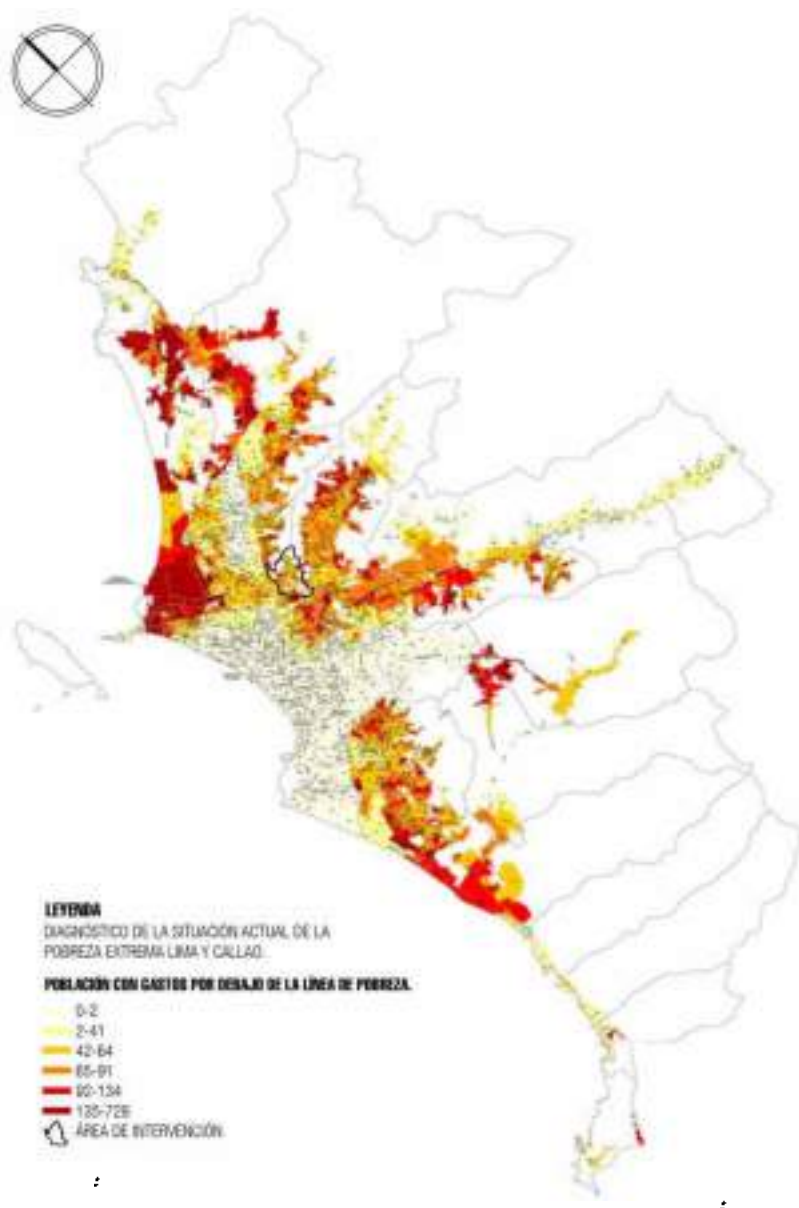 LEYENDA
DIAGNÓSTICO DE LA SITUACIÓN ACTUAL DE LA
POBREZA EXTREMA LIMA Y CALLAO.
POBLACIÓN CON GASTOS POR DEBAJO DE LA LÍNEA DE POBREZA.
0-2
2-41
42-64
65-91
92-134
135-728
ÁREA DE INTERVENCIÓN